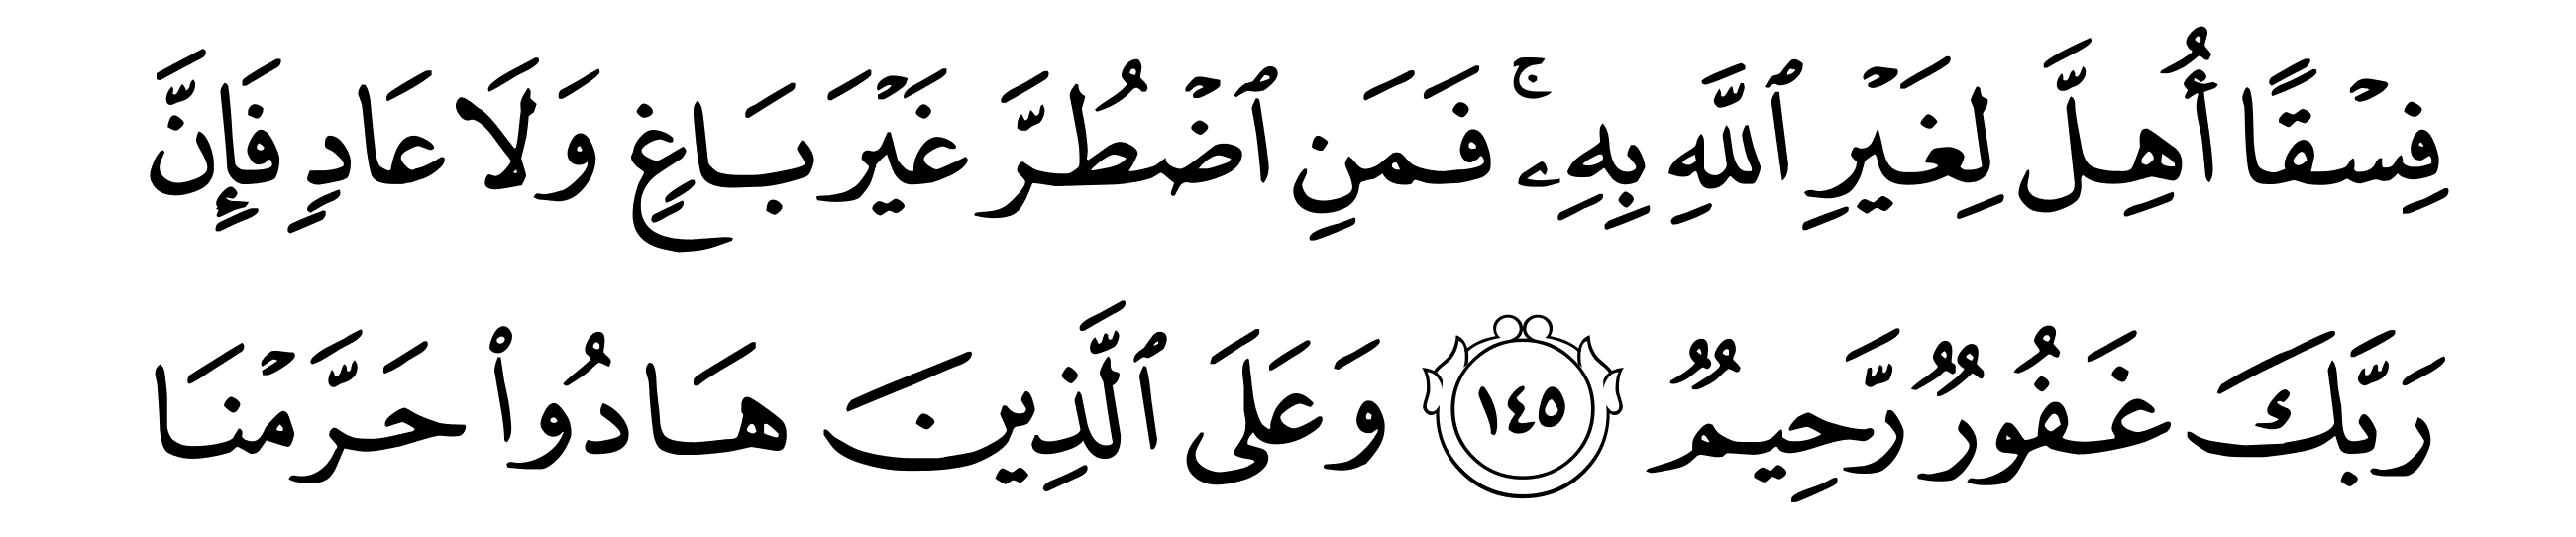 فِسۡقًا أُهِلَّ لِغَيۡرِ ٱللَّهِ بِهِۦۚ فَمَنِ ٱضۡطُرَّ غَيۡرَ بَاغٖ وَلَا عَادٖ فَإِنَّ
رَبَّكَ غَفُورٞ رَّحِيمٞ ١٤٥ وَعَلَى ٱلَّذِينَ هَادُواْ حَرَّمۡنَا